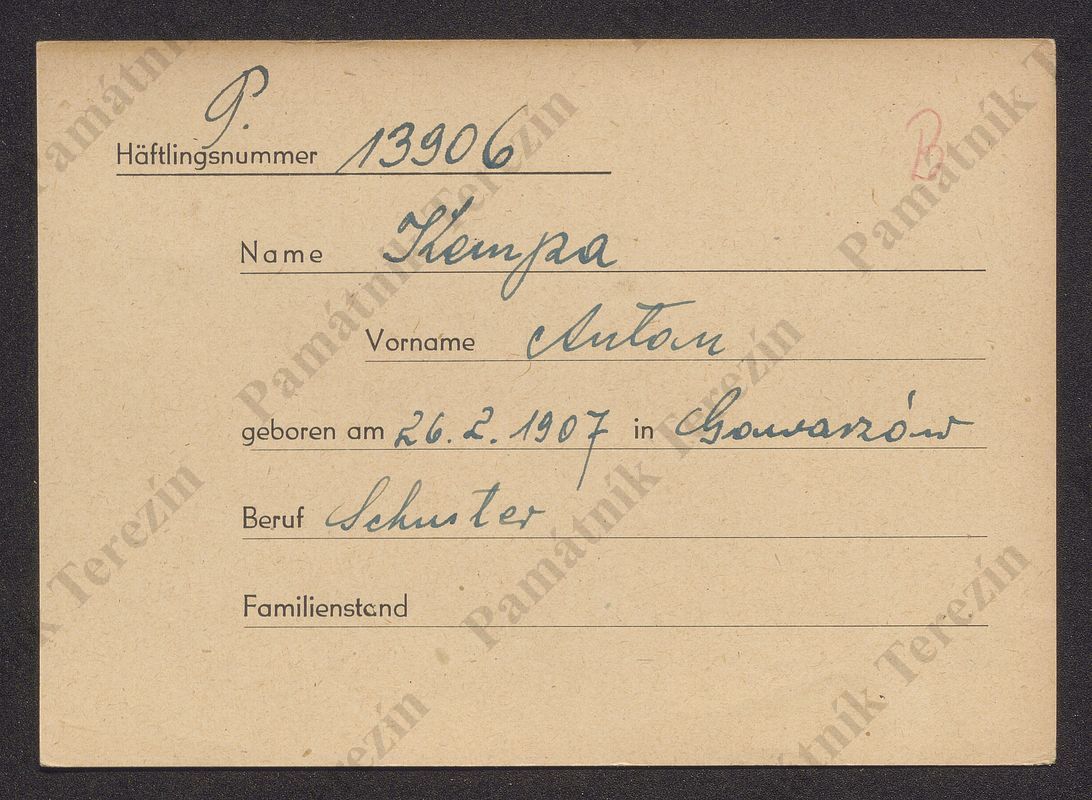 P.
Häftlingsnummer 13906
B
Name Kempa
Vorname Anton
geboren am 26. 2. 1907 in Gowarzów
Beruf Schuster
Familienstand
Památník Terezín